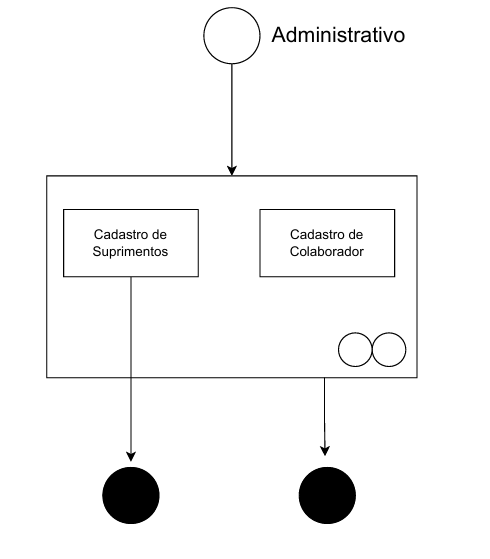 Administrativo
Cadastro de
Suprimentos
Cadastro de
Colaborador